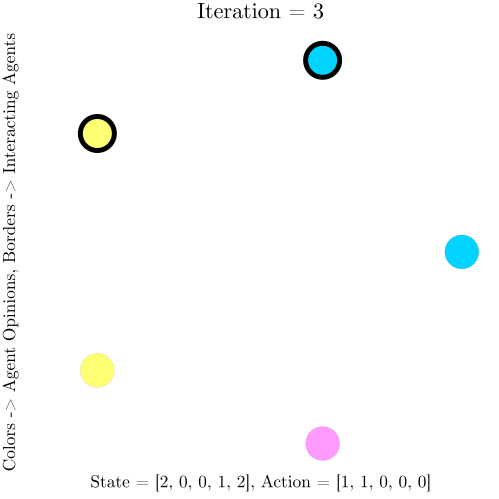 Iteration = 3
Colors -> Agent Opinions, Borders -> Interacting Agents
State = [2, 0, 0, 1, 2], Action = [1, 1, 0, 0, 0]